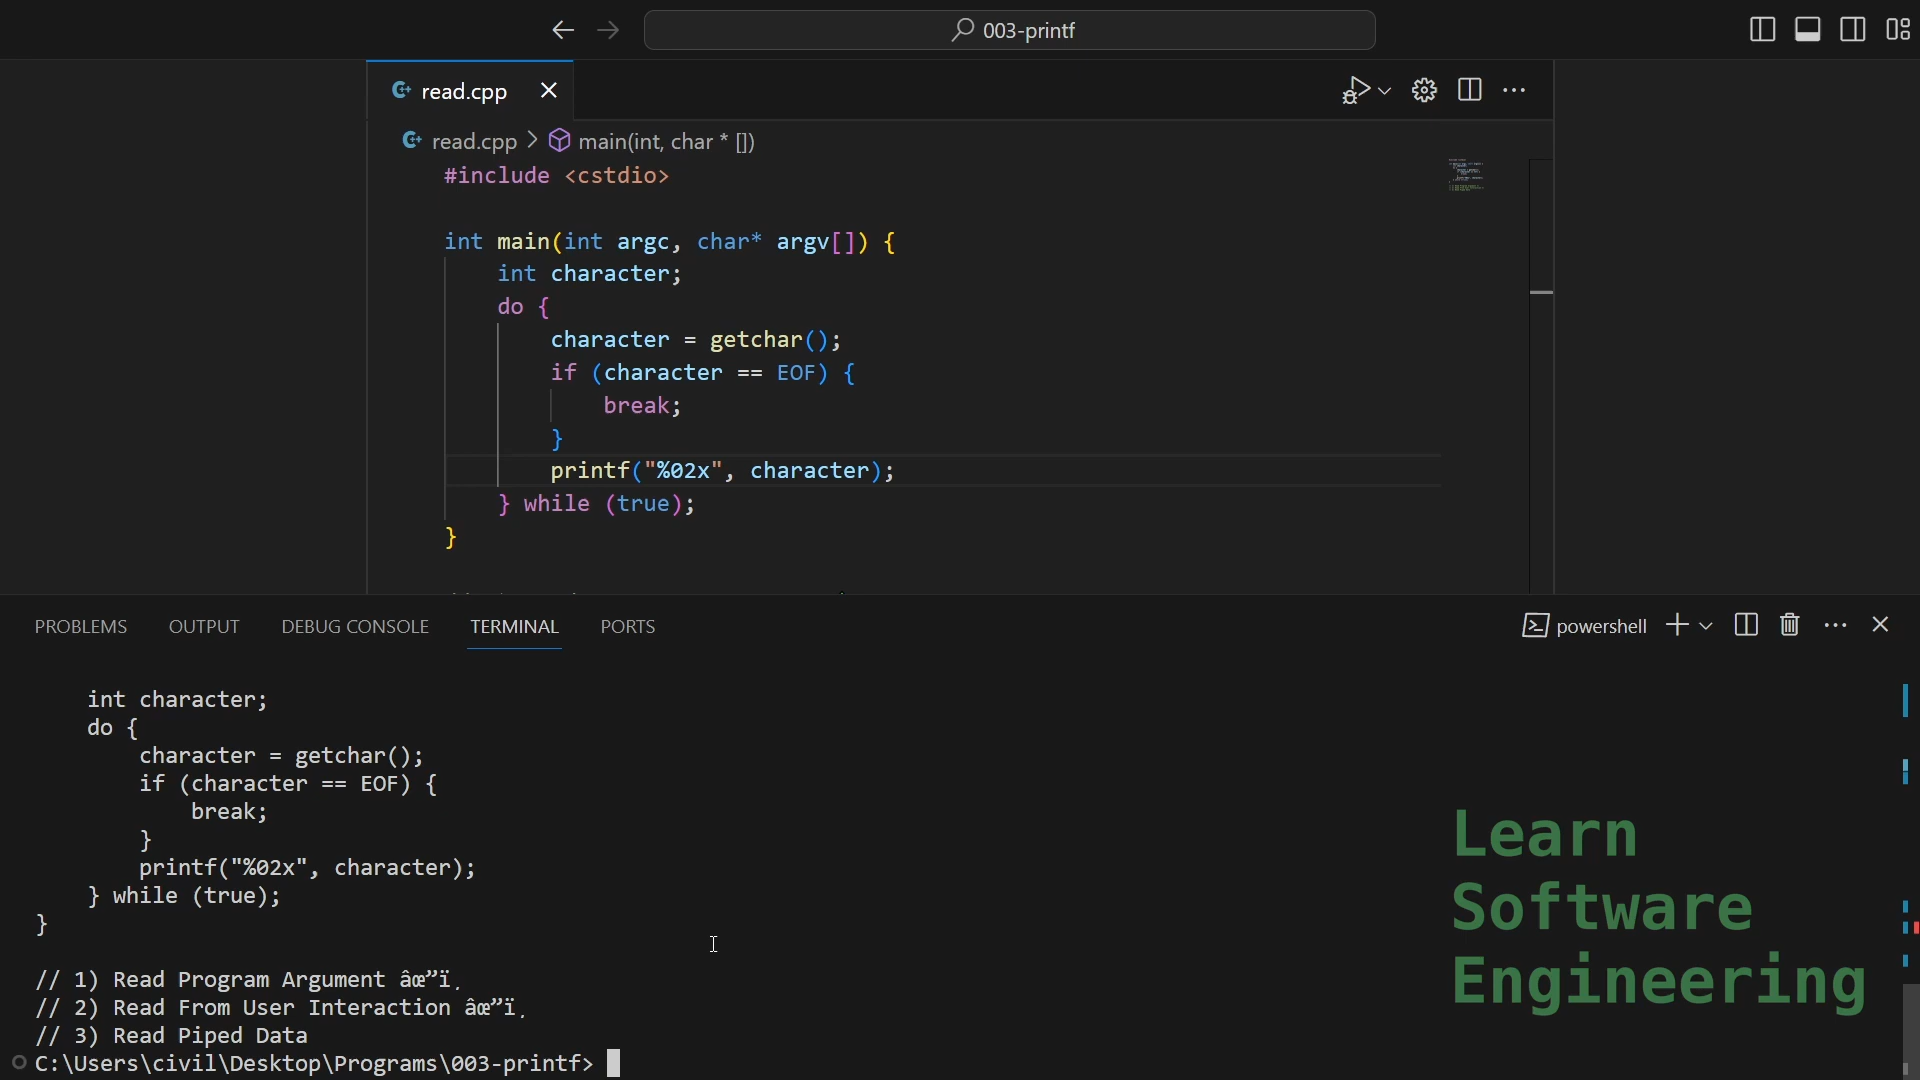 003-printf
read.cpp
read.cpp > main(int, char * [])
#include <cstdio>
int main(int argc, char* argv[]) {
int character;
do {
character = getchar();
if (character == EOF) {
break;
}
printf("%02x", character);
} while (true);
}
PROBLEMS OUTPUT DEBUG CONSOLE TERMINAL PORTS
powershell
int character;
do {
character = getchar();
if (character == EOF) {
break;
}
printf("%02x", character);
} while (true);
}
// 1) Read Program Argument âœ”ï¸
// 2) Read From User Interaction âœ”ï¸
// 3) Read Piped Data
C:\Users\civil\Desktop\Programs\003-printf>
Learn
Software
Engineering